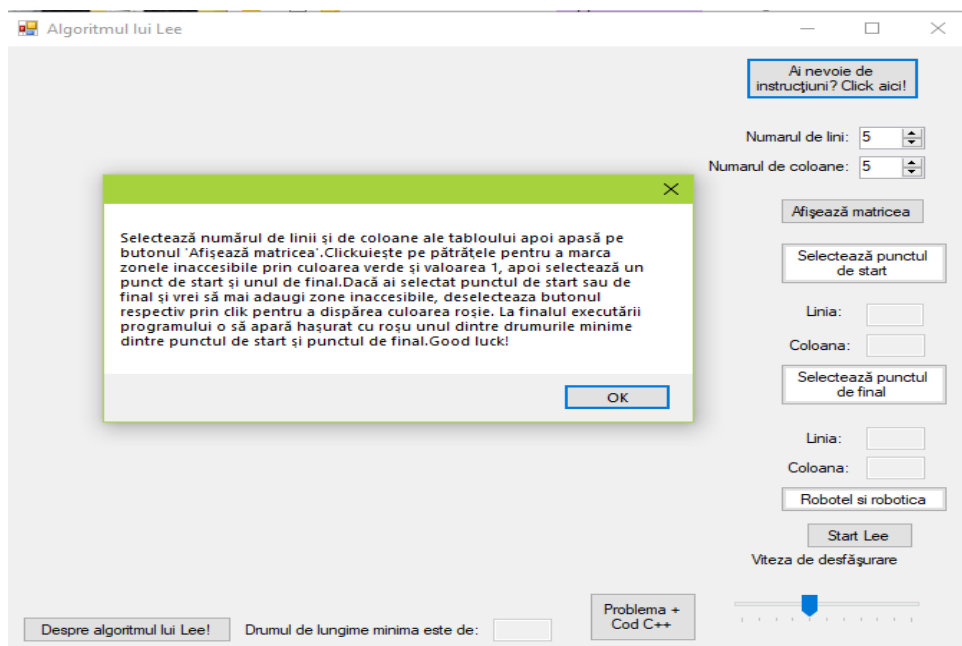 Algoritmul lui Lee
Ai nevoie de
instrucțiuni? Click aici!
Numarul de lini: 5
Numarul de coloane: 5
Afișează matricea
Selectează numărul de linii și de coloane ale tabloului apoi apasă pe
butonul 'Afișează matricea'.Clickuiește pe pătrățele pentru a marca
zonele inaccesibile prin culoarea verde și valoarea 1, apoi selectează un
punct de start și unul de final.Dacă ai selectat punctul de start sau de
final și vrei să mai adaugi zone inaccesibile, deselecteaza butonul
respectiv prin clik pentru a dispărea culoarea roșie. La finalul executării
programului o să apară hașurat cu roșu unul dintre drumurile minime
dintre punctul de start și punctul de final.Good luck!
OK
Selectează punctul
de start
Linia:
Coloana:
Selectează punctul
de final
Linia:
Coloana:
Robotel si robotica
Start Lee
Viteza de desfășurare
Despre algoritmul lui Lee!
Drumul de lungime minima este de:
Problema +
Cod C++